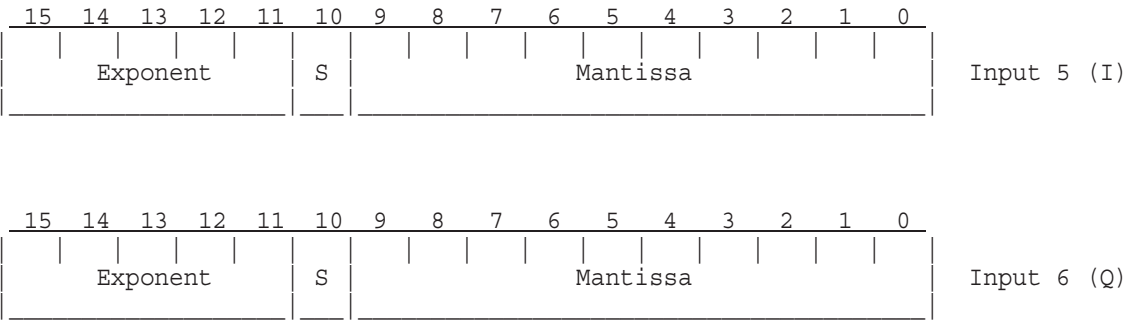 15 14 13 12 11 10 9 8 7 6 5 4 3 2 1 0
Exponent S Mantissa Input 5 (I)
15 14 13 12 11 10 9 8 7 6 5 4 3 2 1 0
Exponent S Mantissa Input 6 (Q)